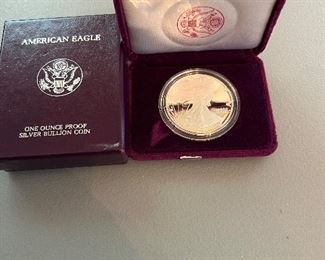 AMERICAN EAGLE
ONE OUNCE PROOF
SILVER BULLION COIN